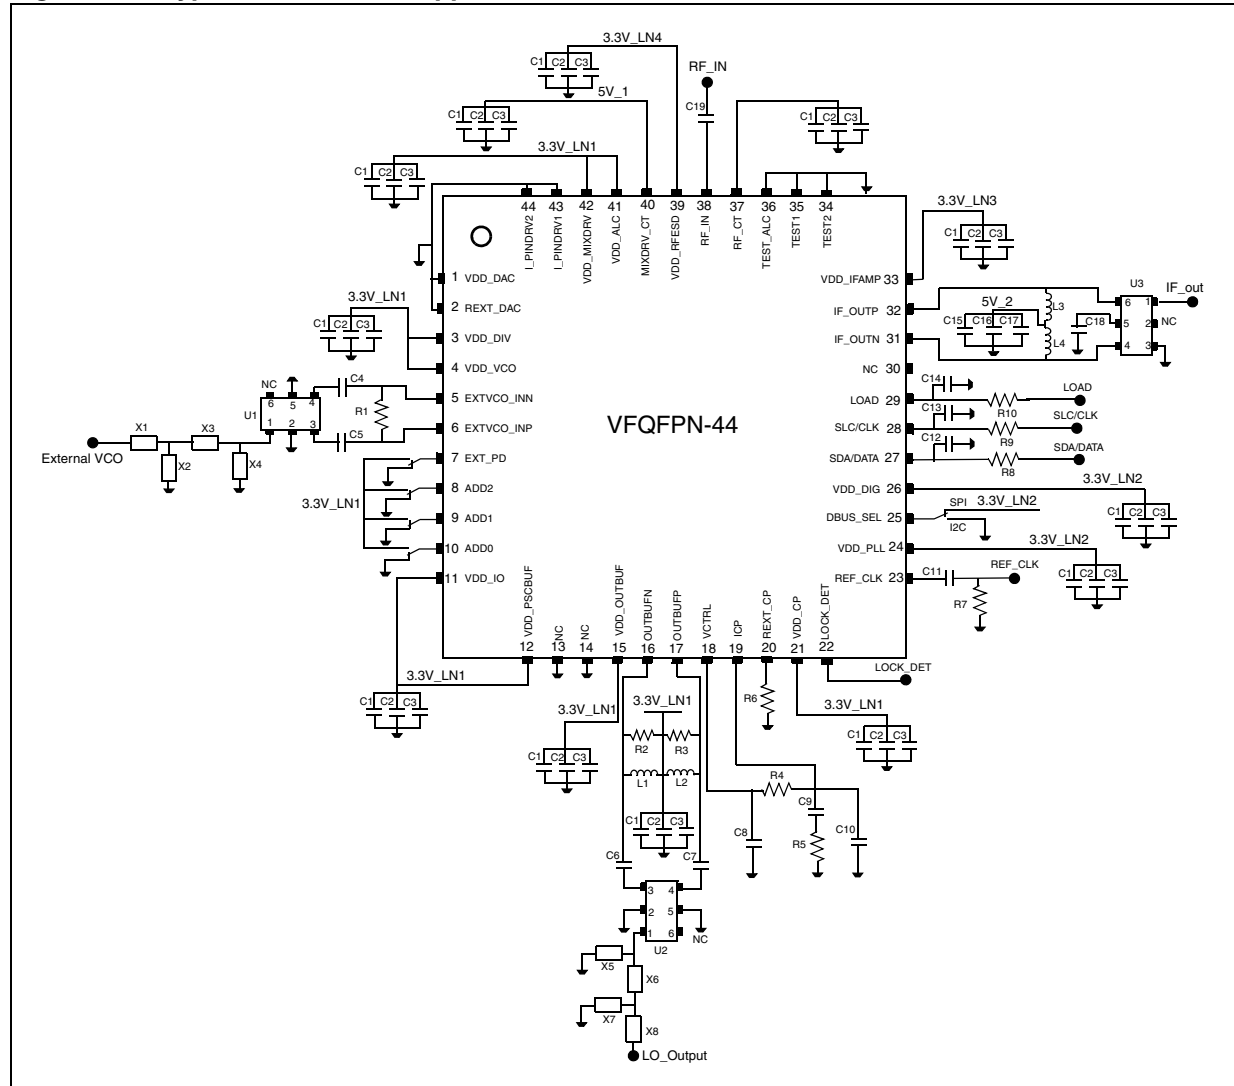 3.3V_LN4
C1 C2 C3
RF_IN
5V_1
C19
C1 C2 C3
C1 C2 C3
3.3V_LN1
C1 C2 C3
44 43 42 41 40 39 38 37 36 35 34
I_PINDRV2
I_PINDRV1
VDD_MIXDRV
VDD_ALC
MIXDRV_CT
VDD_RFESD
RF_IN
RF_CT
TEST_ALC
TEST1
TEST2
3.3V_LN3
C1 C2 C3
1 VDD_DAC
2 REXT_DAC
3 VDD_DIV
4 VDD_VCO
5 EXTVCO_INN
6 EXTVCO_INP
7 EXT_PD
8 ADD2
9 ADD1
10 ADD0
11 VDD_IO
3.3V_LN1
C1 C2 C3
NC
6 5 4
U1
1 2 3
C4
R1
C5
X1 X3
External VCO
X2 X4
3.3V_LN1
VFQFPN-44
VDD_IFAMP 33
IF_OUTP 32
IF_OUTN 31
NC 30
LOAD 29
SLC/CLK 28
SDA/DATA 27
VDD_DIG 26
DBUS_SEL 25
VDD_PLL 24
REF_CLK 23
U3
IF_out
6 1
5 2 NC
4 3
L3
5V_2
C15 C16 C17
C18
L4
C14
LOAD
R10
C13
SLC/CLK
R9
C12
SDA/DATA
R8
3.3V_LN2
C1 C2 C3
SPI 3.3V_LN2
I2C
3.3V_LN2
C1 C2 C3
C11
REF_CLK
R7
VDD_PSCBUF
NC
NC
VDD_OUTBUF
OUTBUFN
OUTBUFP
VCTRL
ICP
REXT_CP
VDD_CP
LOCK_DET
12 13 14 15 16 17 18 19 20 21 22
LOCK_DET
3.3V_LN1
C1 C2 C3
3.3V_LN1
C1 C2 C3
3.3V_LN1
R2 R3
L1 L2
C1 C2 C3
R6
3.3V_LN1
C1 C2 C3
R4
C9
C8
R5
C10
C6 C7
3 4
2 5
1 6
NC
U2
X5
X6
X7
X8
LO_Output